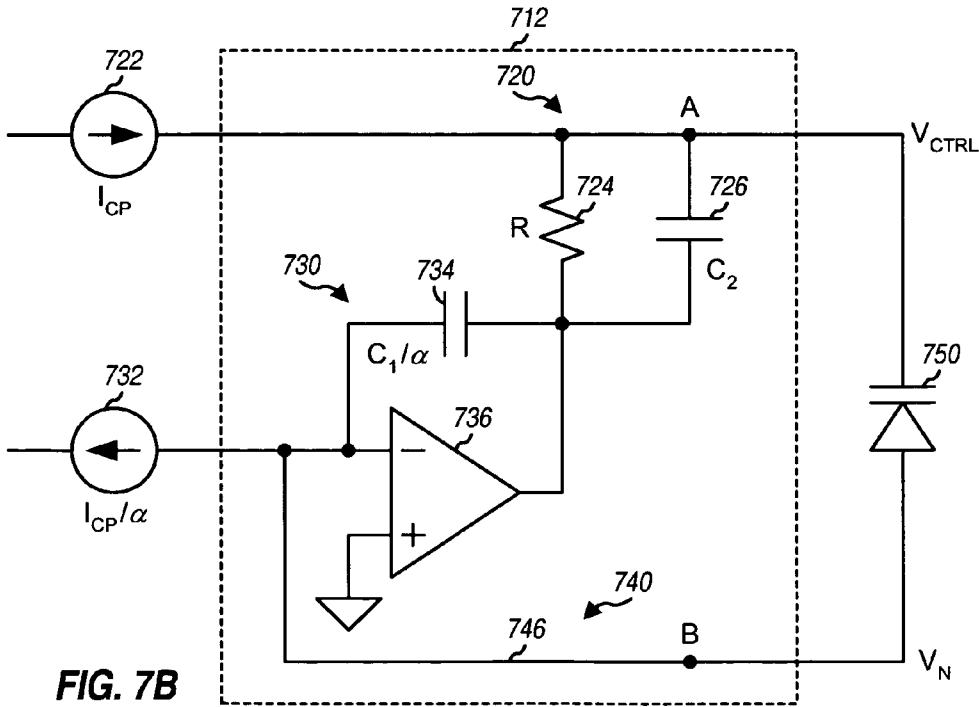 712
722
720
A
V_CTRL
I_CP
724
726
R
730
734
C_2
C_1/α
750
732
736
−
+
I_CP/α
740
746
B
V_N
FIG. 7B